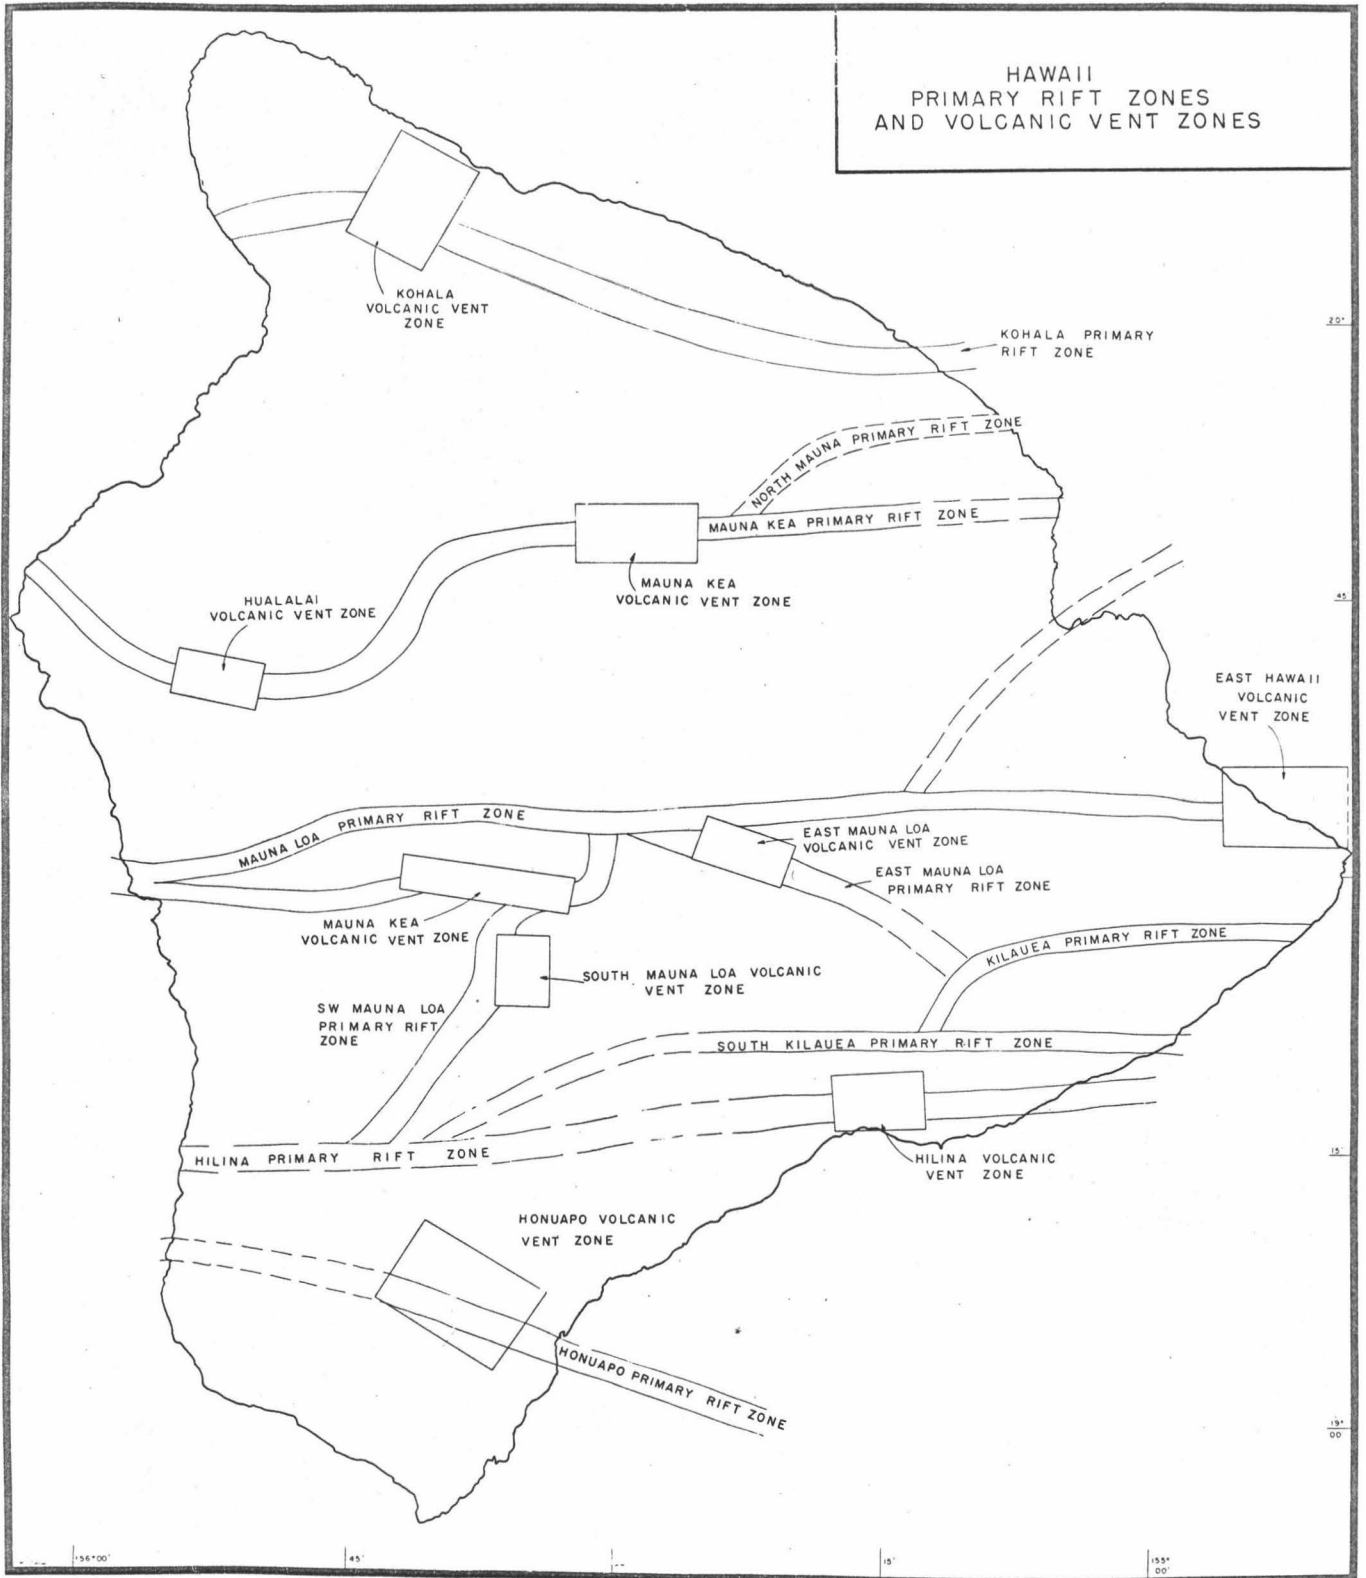 HAWAII
PRIMARY RIFT ZONES
AND VOLCANIC VENT ZONES
KOHALA
VOLCANIC VENT
ZONE
20°
KOHALA PRIMARY
RIFT ZONE
NORTH MAUNA PRIMARY RIFT ZONE
MAUNA KEA PRIMARY RIFT ZONE
MAUNA KEA
VOLCANIC VENT ZONE
HUALALAI
VOLCANIC VENT ZONE
45'
EAST HAWAII
VOLCANIC
VENT ZONE
MAUNA LOA PRIMARY RIFT ZONE
EAST MAUNA LOA
VOLCANIC VENT ZONE
EAST MAUNA LOA
PRIMARY RIFT ZONE
MAUNA KEA
VOLCANIC VENT ZONE
KILAUEA PRIMARY RIFT ZONE
SOUTH MAUNA LOA VOLCANIC
VENT ZONE
SW MAUNA LOA
PRIMARY RIFT
ZONE
SOUTH KILAUEA PRIMARY RIFT ZONE
HILINA PRIMARY RIFT ZONE
HILINA VOLCANIC
VENT ZONE
15'
HONUAPO VOLCANIC
VENT ZONE
HONUAPO PRIMARY RIFT ZONE
19°
00
156°00'
45'
15'
155°
00'